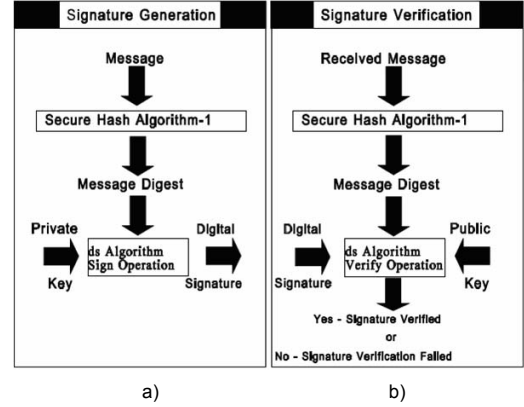 Signature Generation
Message
Secure Hash Algorithm-1
Message Digest
Private
Key
ds Algorithm
Sign Operation
Digital
Signature
a)
Signature Verification
Received Message
Secure Hash Algorithm-1
Message Digest
Digital
Signature
ds Algorithm
Verify Operation
Public
Key
Yes - Signature Verified
or
No - Signature Verification Failed
b)